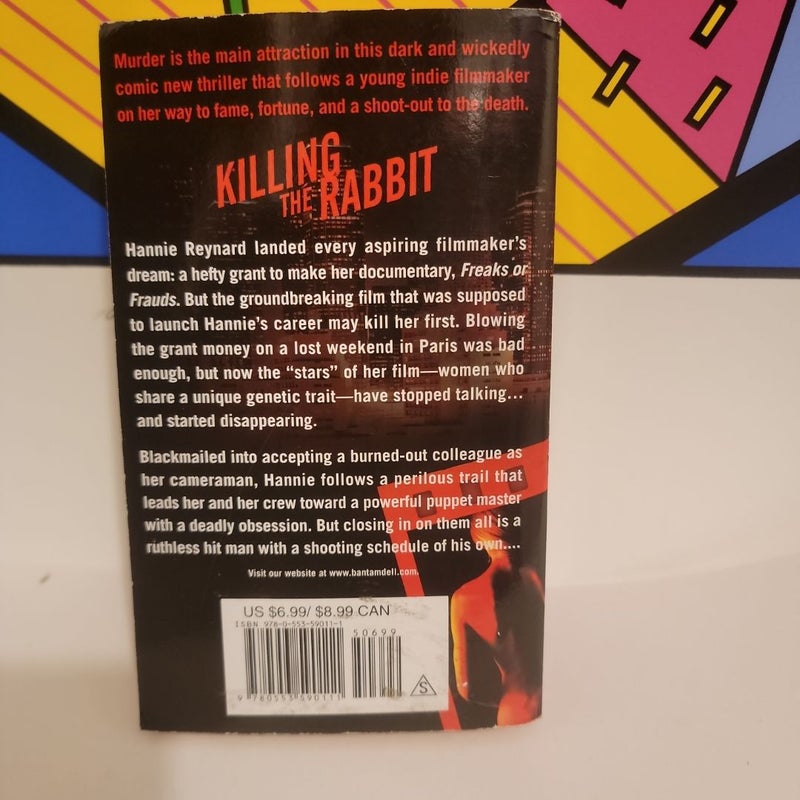 Murder is the main attraction in this dark and wickedly
comic new thriller that follows a young indie filmmaker
on her way to fame, fortune, and a shoot-out to the death.
KILLING
THE RABBIT
Hannie Reynard landed every aspiring filmmaker's
dream: a hefty grant to make her documentary, Freaks or
Frauds. But the groundbreaking film that was supposed
to launch Hannie's career may kill her first. Blowing
the grant money on a lost weekend in Paris was bad
enough, but now the “stars” of her film—women who
share a unique genetic trait—have stopped talking...
and started disappearing.
Blackmailed into accepting a burned-out colleague as
her cameraman, Hannie follows a perilous trail that
leads her and her crew toward a powerful puppet master
with a deadly obsession. But closing in on them all is a
ruthless hit man with a shooting schedule of his own....
Visit our website at www.bantamdell.com.
US $6.99/ $8.99 CAN
ISBN 978-0-553-59011-1
50699
9 780553 590111
S